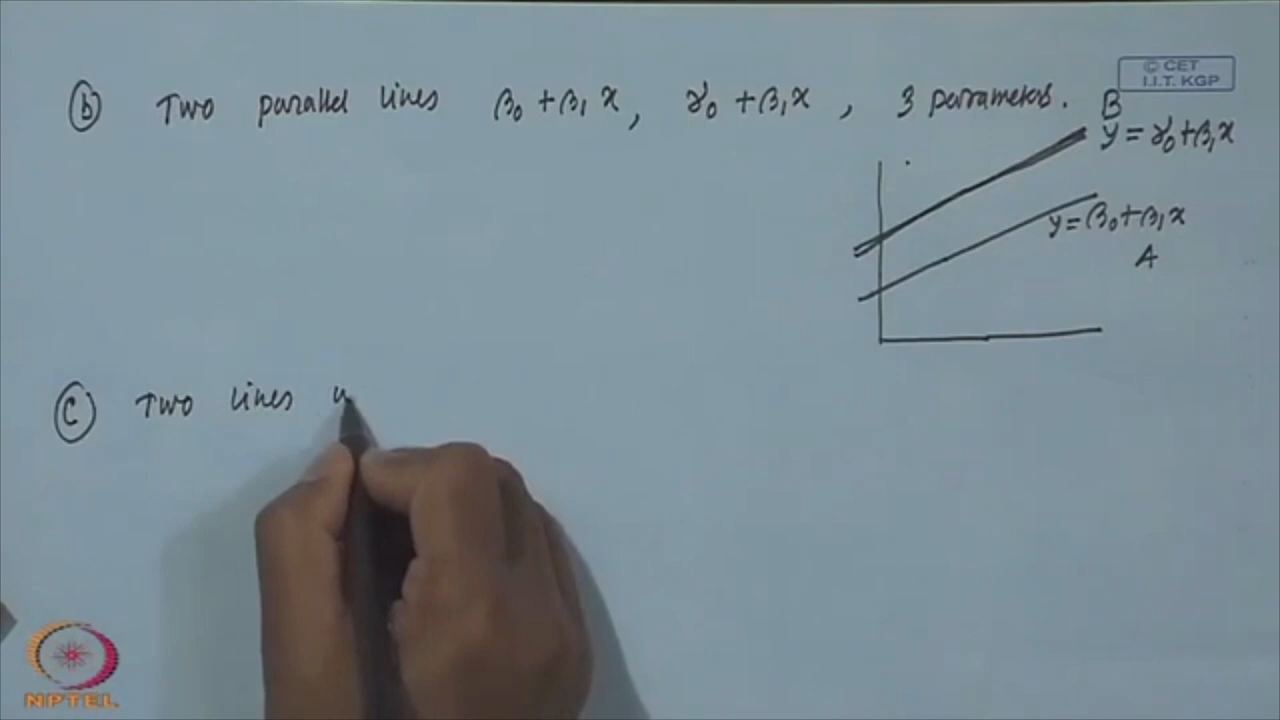 © CET
I.I.T. KGP
(b) Two parallel lines β₀ + β₁ x, γ₀ + β₁ x, 3 parameters.
B
y = γ₀ + β₁ x
y = β₀ + β₁ x
A
(c) Two lines
NPTEL